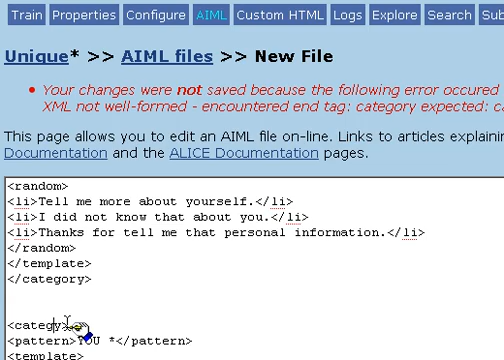 Train Properties Configure AIML Custom HTML Logs Explore Search
Unique* >> AIML files >> New File
Your changes were not saved because the following error occured
XML not well-formed - encountered end tag: category expected:
This page allows you to edit an AIML file on-line. Links to articles
Documentation and the ALICE Documentation pages.
<random>
<li>Tell me more about yourself.</li>
<li>I did not know that about you.</li>
<li>Thanks for tell me that personal information.</li>
</random>
</template>
</category>
<categy>
<pattern>YOU *</pattern>
<template>